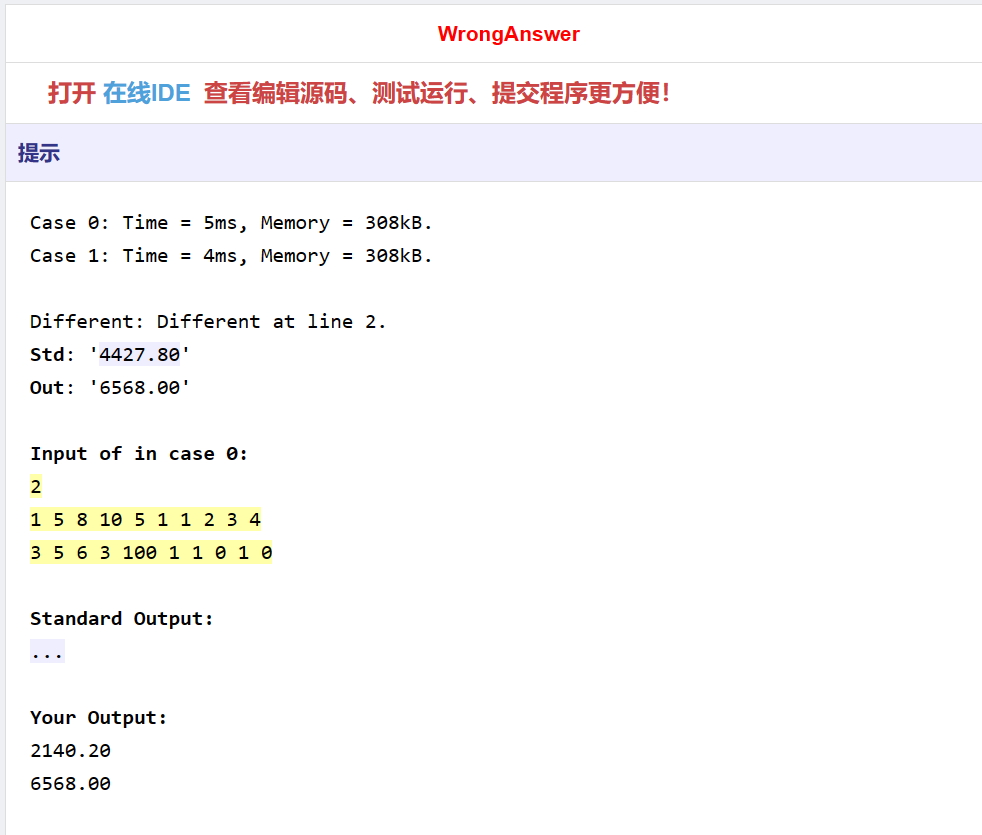 WrongAnswer
打开 在线IDE 查看编辑源码、测试运行、提交程序更方便!
提示
Case 0: Time = 5ms, Memory = 308kB.
Case 1: Time = 4ms, Memory = 308kB.
Different: Different at line 2.
Std: '4427.80'
Out: '6568.00'
Input of in case 0:
2
1 5 8 10 5 1 1 2 3 4
3 5 6 3 100 1 1 0 1 0
Standard Output:
...
Your Output:
2140.20
6568.00